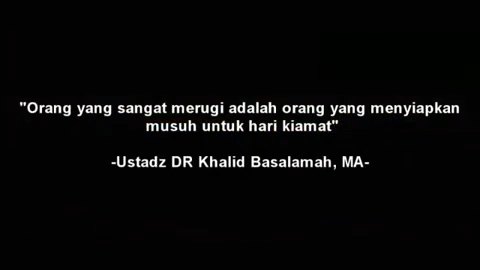 "Orang yang sangat merugi adalah orang yang menyiapkan
musuh untuk hari kiamat"
-Ustadz DR Khalid Basalamah, MA-